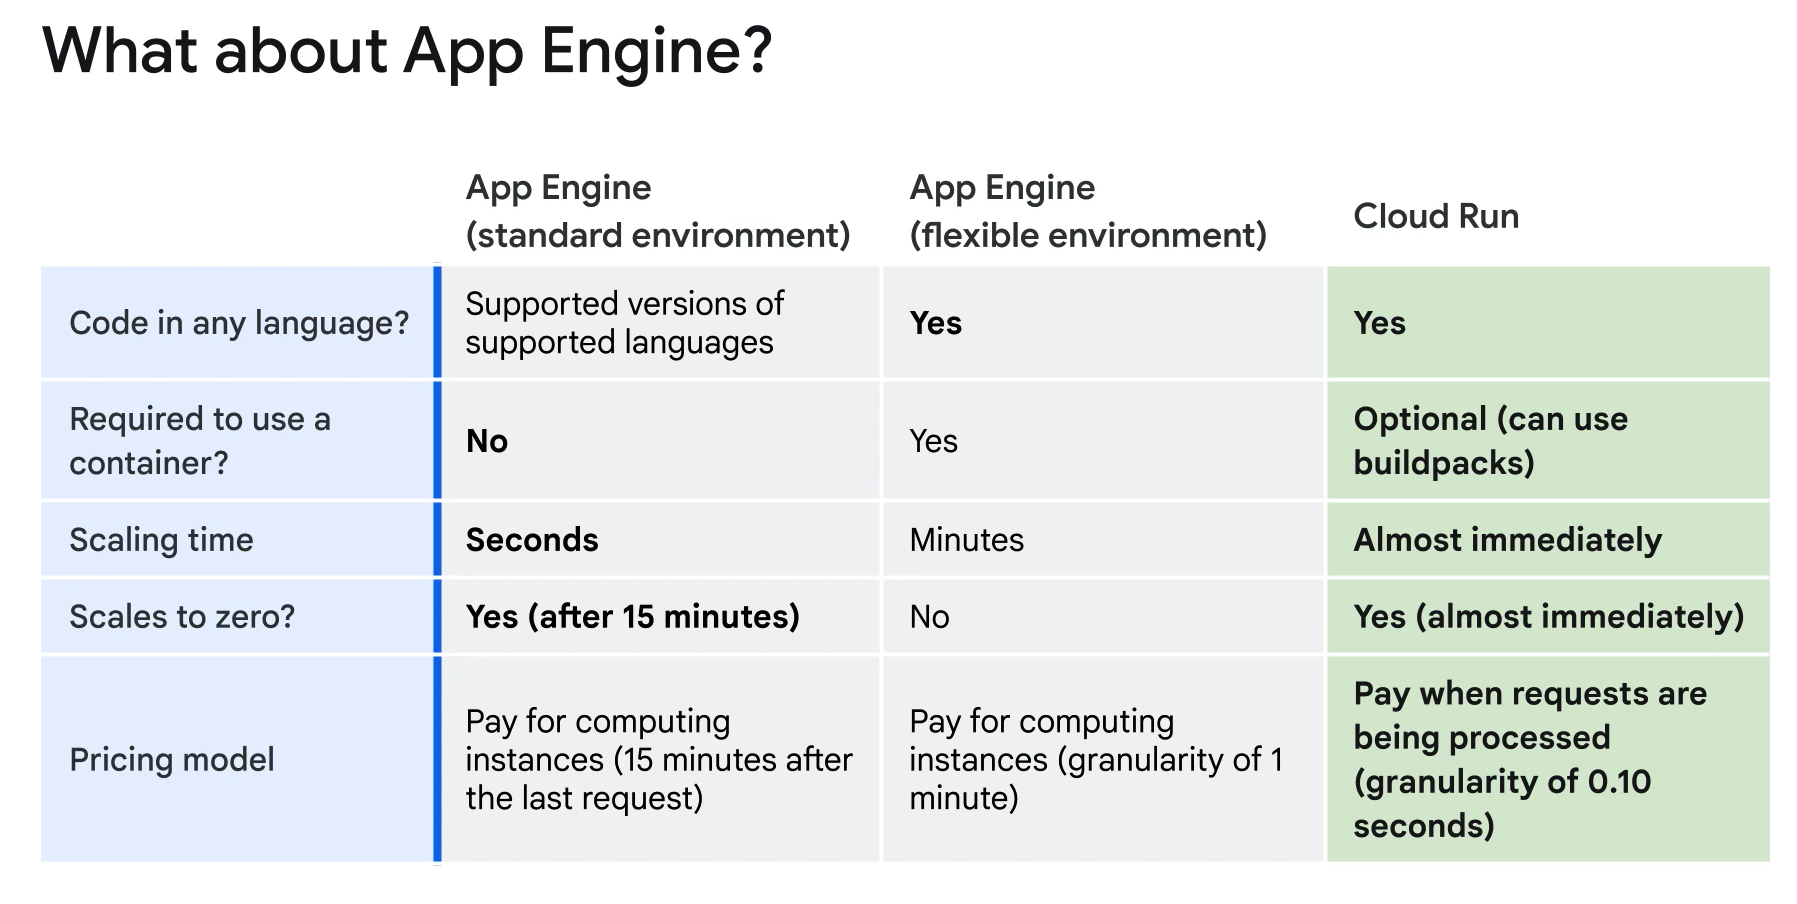 What about App Engine?
App Engine
(standard environment)
App Engine
(flexible environment)
Cloud Run
Code in any language?
Supported versions of
supported languages
Yes
Yes
Required to use a
container?
No
Yes
Optional (can use
buildpacks)
Scaling time
Seconds
Minutes
Almost immediately
Scales to zero?
Yes (after 15 minutes)
No
Yes (almost immediately)
Pricing model
Pay for computing
instances (15 minutes after
the last request)
Pay for computing
instances (granularity of 1
minute)
Pay when requests are
being processed
(granularity of 0.10
seconds)